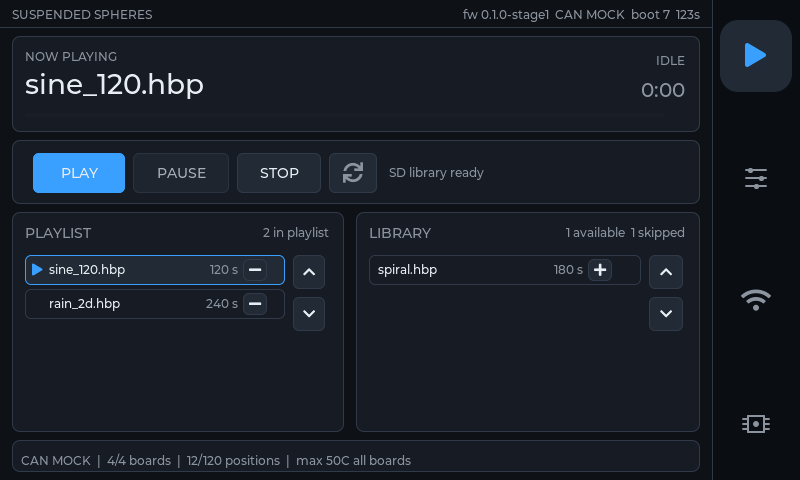 SUSPENDED SPHERES fw 0.1.0-stage1 CAN MOCK boot 7 123s
NOW PLAYING IDLE
sine_120.hbp 0:00
PLAY PAUSE STOP SD library ready
PLAYLIST 2 in playlist
sine_120.hbp 120 s
rain_2d.hbp 240 s
LIBRARY 1 available 1 skipped
spiral.hbp 180 s
CAN MOCK | 4/4 boards | 12/120 positions | max 50C all boards